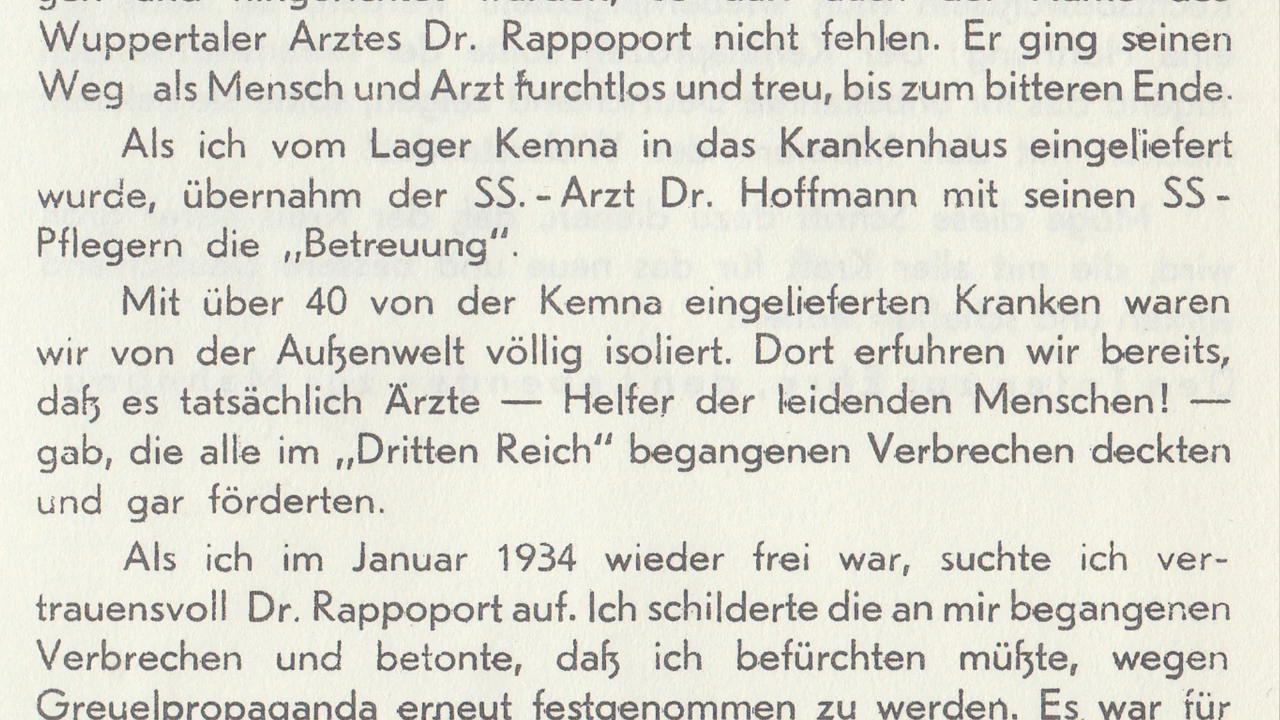 Wuppertaler Arztes Dr. Rappoport nicht fehlen. Er ging seinen
Weg als Mensch und Arzt furchtlos und treu, bis zum bitteren Ende.
Als ich vom Lager Kemna in das Krankenhaus eingeliefert
wurde, übernahm der SS.-Arzt Dr. Hoffmann mit seinen SS-
Pflegern die „Betreuung“.
Mit über 40 von der Kemna eingelieferten Kranken waren
wir von der Außenwelt völlig isoliert. Dort erfuhren wir bereits,
daß es tatsächlich Ärzte — Helfer der leidenden Menschen! —
gab, die alle im „Dritten Reich“ begangenen Verbrechen deckten
und gar förderten.
Als ich im Januar 1934 wieder frei war, suchte ich ver-
trauensvoll Dr. Rappoport auf. Ich schilderte die an mir begangenen
Verbrechen und betonte, daß ich befürchten müßte, wegen
Greuelpropaganda erneut festgenommen zu werden. Es war für